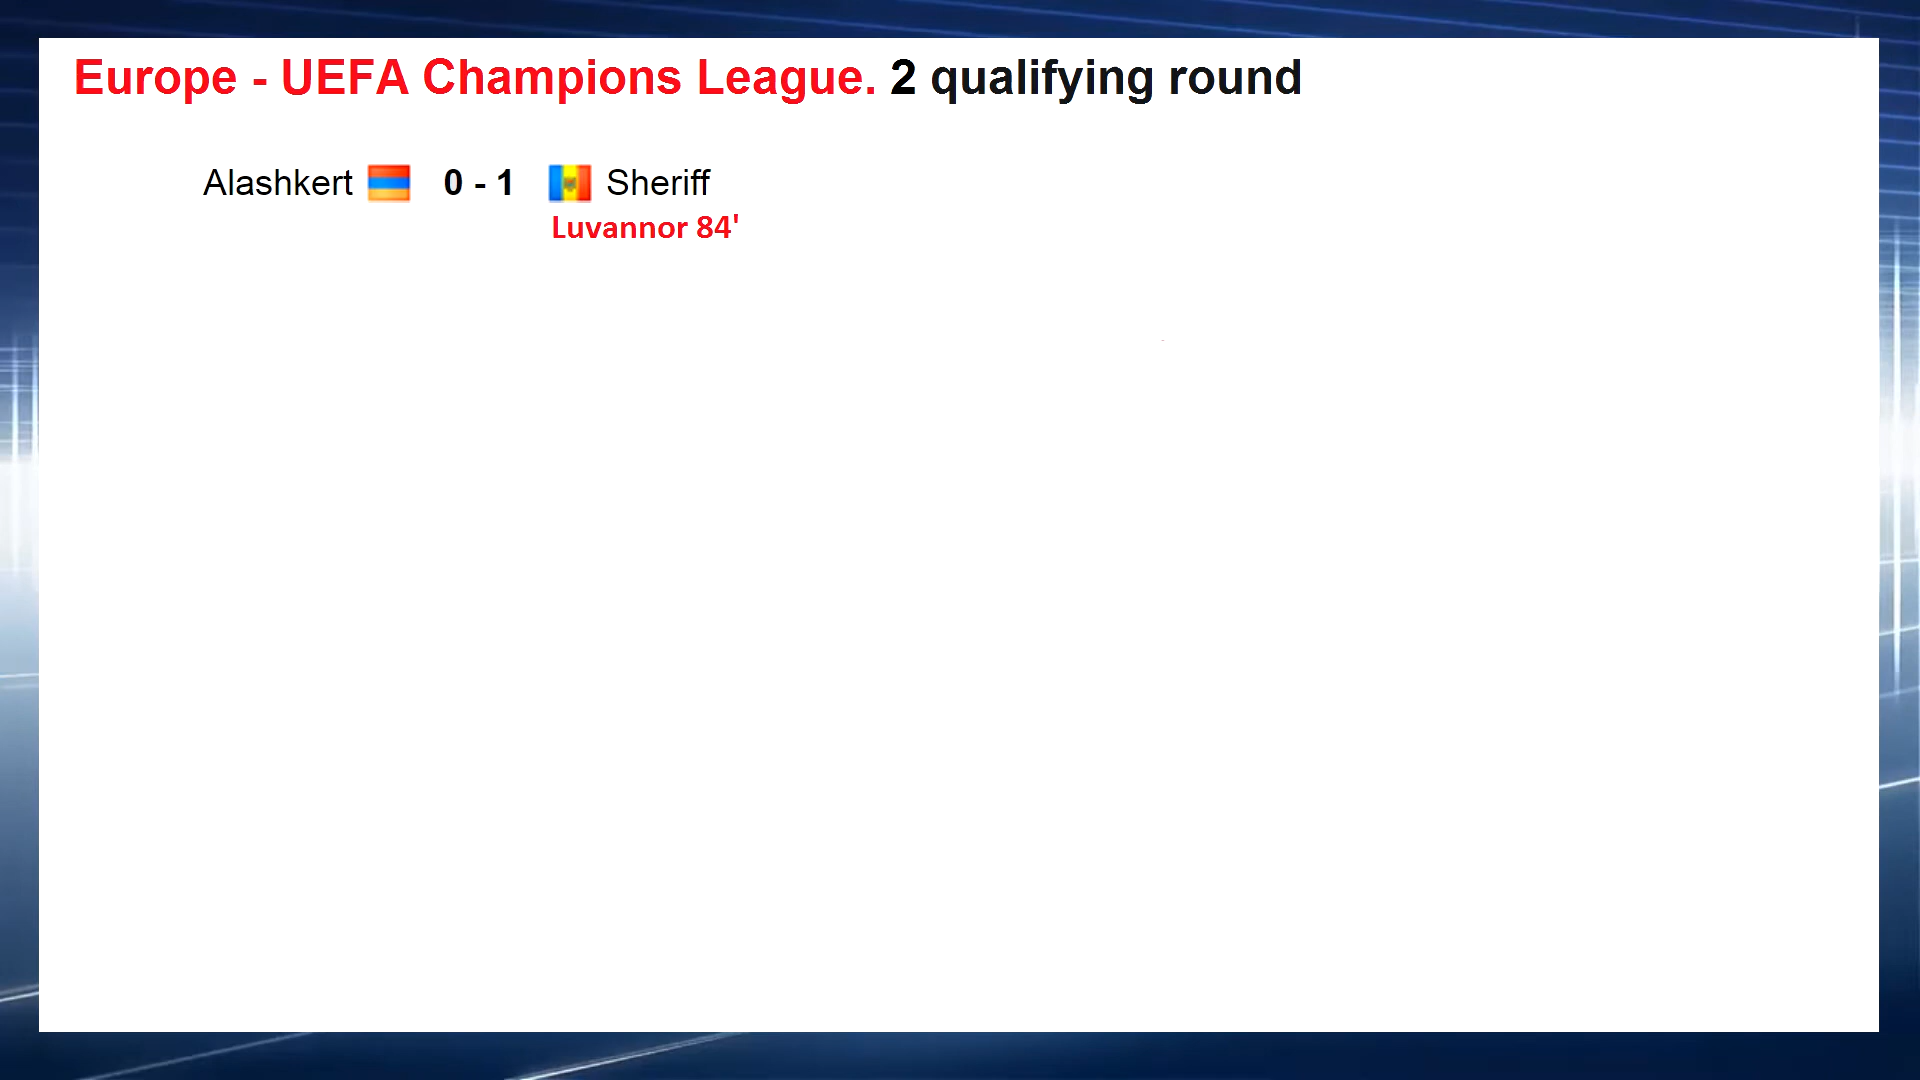 Europe - UEFA Champions League. 2 qualifying round
Alashkert 0 - 1 Sheriff
Luvannor 84'